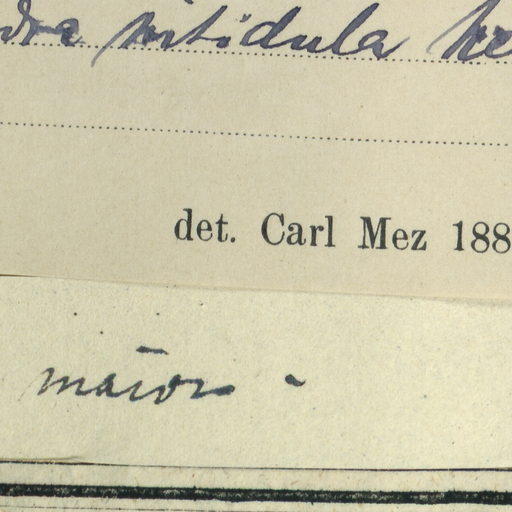 nitidula
det. Carl Mez 188
maior -